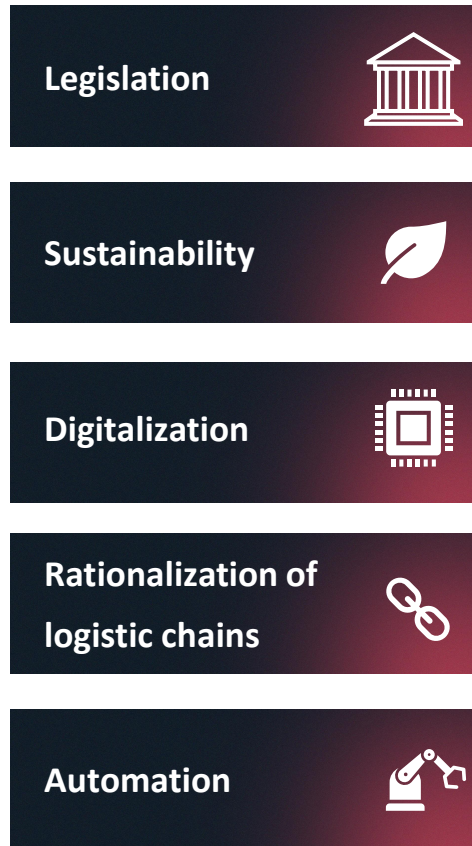 Legislation
Sustainability
Digitalization
Rationalization of
logistic chains
Automation